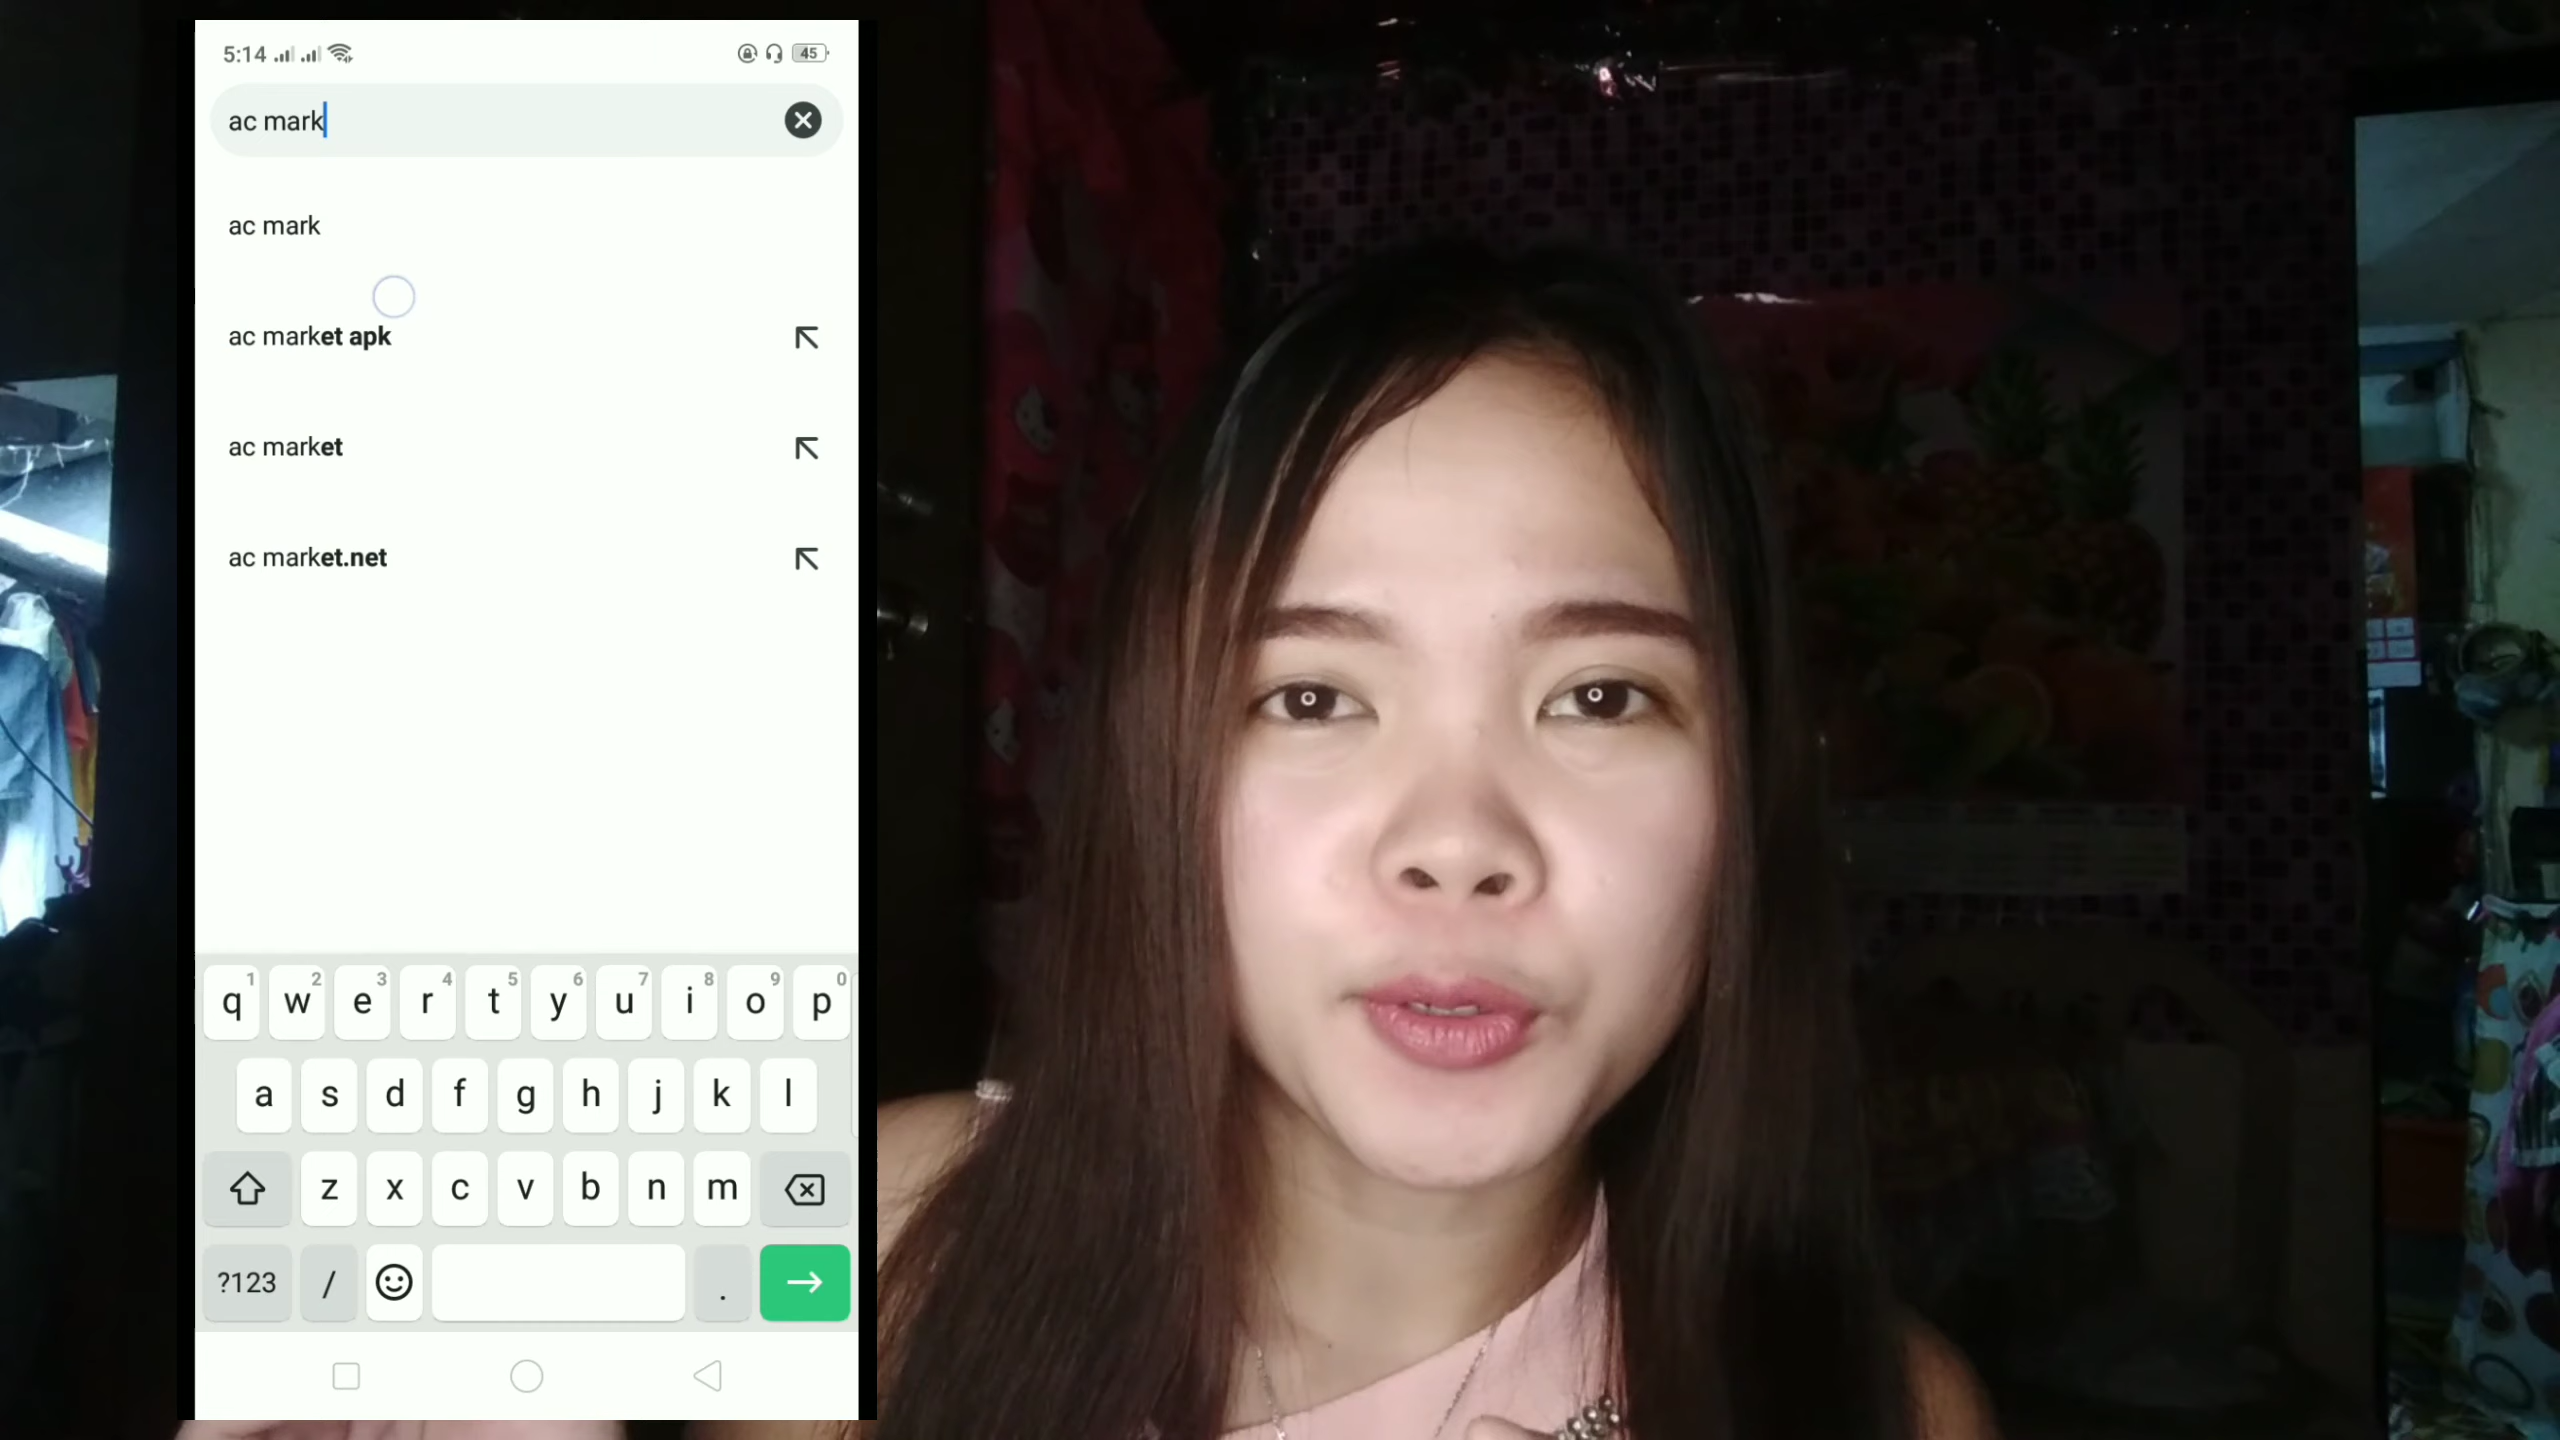 5:14 45
ac mark
ac mark
ac market apk
ac market
ac market.net
1 2 3 4 5 6 7 8 9 0
q w e r t y u i o p
a s d f g h j k l
z x c v b n m
?123 / .